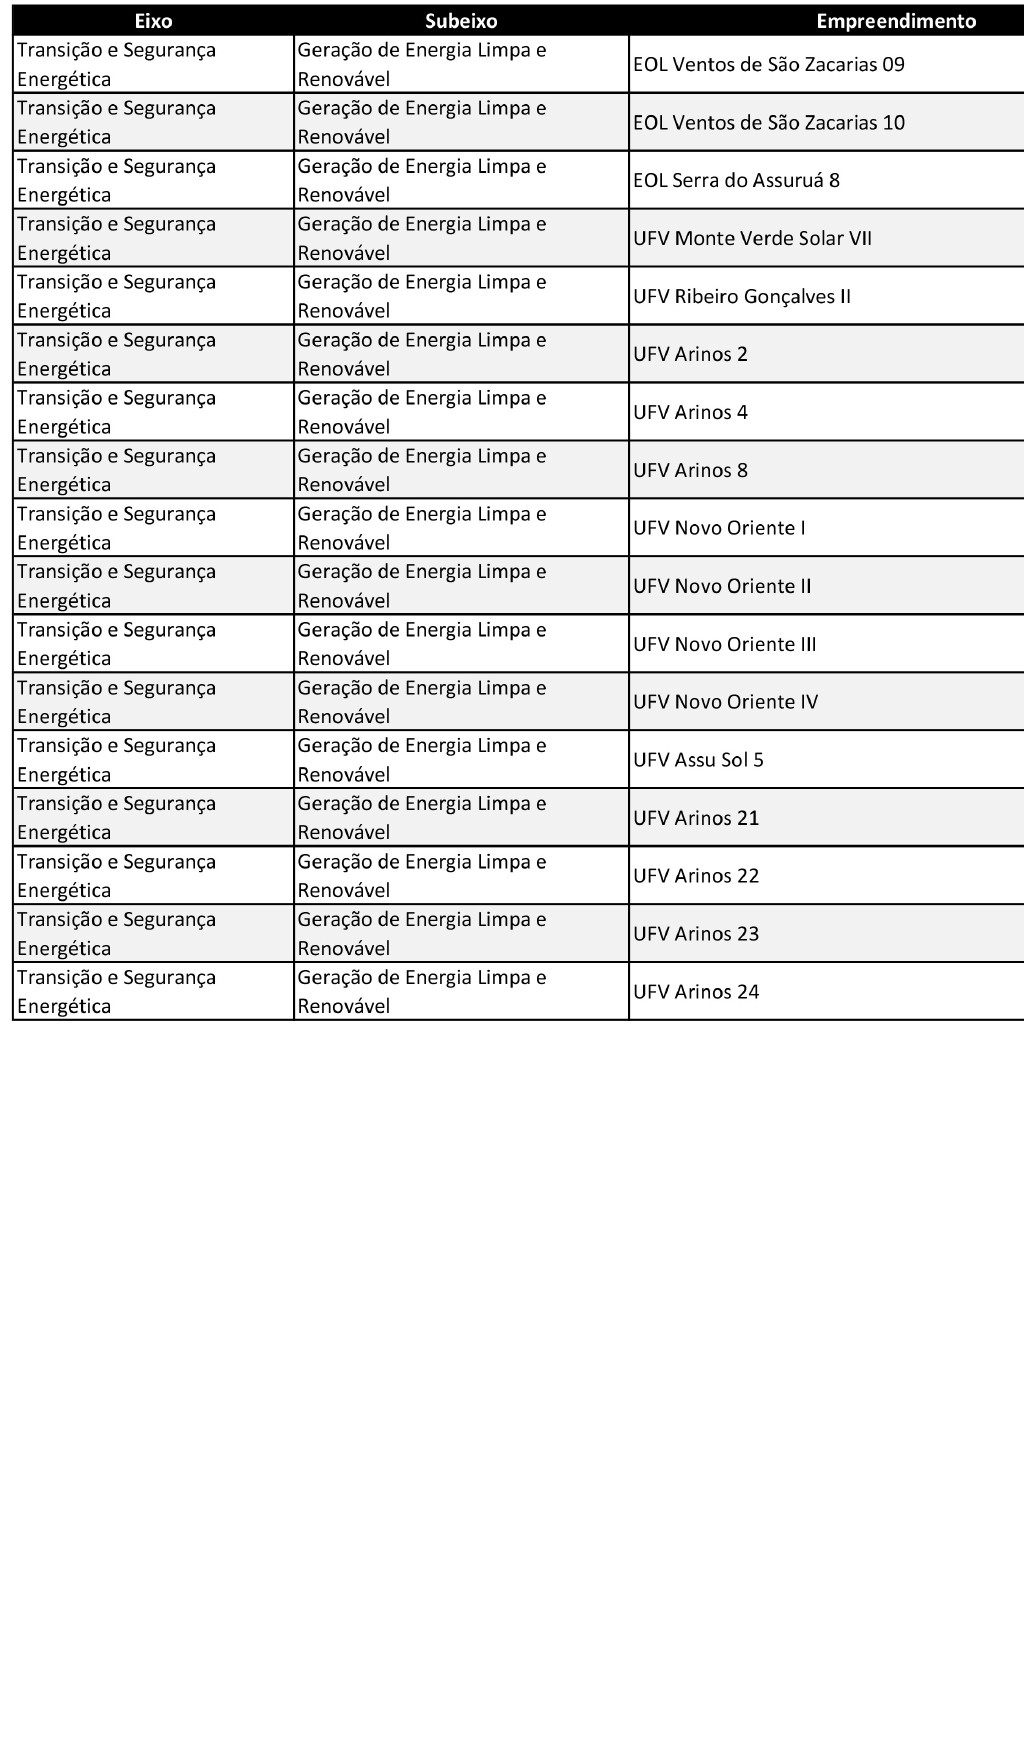 Eixo Subeixo Empreendimento
Transição e Segurança Geração de Energia Limpa e
Energética Renovável EOL Ventos de São Zacarias 09
Transição e Segurança Geração de Energia Limpa e
Energética Renovável EOL Ventos de São Zacarias 10
Transição e Segurança Geração de Energia Limpa e
Energética Renovável EOL Serra do Assuruá 8
Transição e Segurança Geração de Energia Limpa e
Energética Renovável UFV Monte Verde Solar VII
Transição e Segurança Geração de Energia Limpa e
Energética Renovável UFV Ribeiro Gonçalves II
Transição e Segurança Geração de Energia Limpa e
Energética Renovável UFV Arinos 2
Transição e Segurança Geração de Energia Limpa e
Energética Renovável UFV Arinos 4
Transição e Segurança Geração de Energia Limpa e
Energética Renovável UFV Arinos 8
Transição e Segurança Geração de Energia Limpa e
Energética Renovável UFV Novo Oriente I
Transição e Segurança Geração de Energia Limpa e
Energética Renovável UFV Novo Oriente II
Transição e Segurança Geração de Energia Limpa e
Energética Renovável UFV Novo Oriente III
Transição e Segurança Geração de Energia Limpa e
Energética Renovável UFV Novo Oriente IV
Transição e Segurança Geração de Energia Limpa e
Energética Renovável UFV Assu Sol 5
Transição e Segurança Geração de Energia Limpa e
Energética Renovável UFV Arinos 21
Transição e Segurança Geração de Energia Limpa e
Energética Renovável UFV Arinos 22
Transição e Segurança Geração de Energia Limpa e
Energética Renovável UFV Arinos 23
Transição e Segurança Geração de Energia Limpa e
Energética Renovável UFV Arinos 24